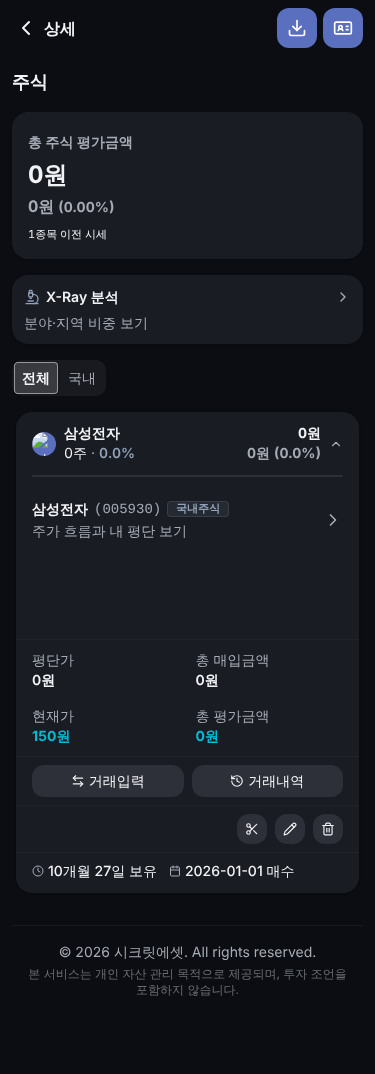 상세
주식
총 주식 평가금액
0원
0원 (0.00%)
1종목 이전 시세
X-Ray 분석
분야·지역 비중 보기
전체 국내
삼성전자 0원
0주 · 0.0% 0원 (0.0%)
삼성전자 (005930) 국내주식
주가 흐름과 내 평단 보기
평단가 총 매입금액
0원 0원
현재가 총 평가금액
150원 0원
거래입력 거래내역
10개월 27일 보유 2026-01-01 매수
© 2026 시크릿에셋. All rights reserved.
본 서비스는 개인 자산 관리 목적으로 제공되며, 투자 조언을
포함하지 않습니다.